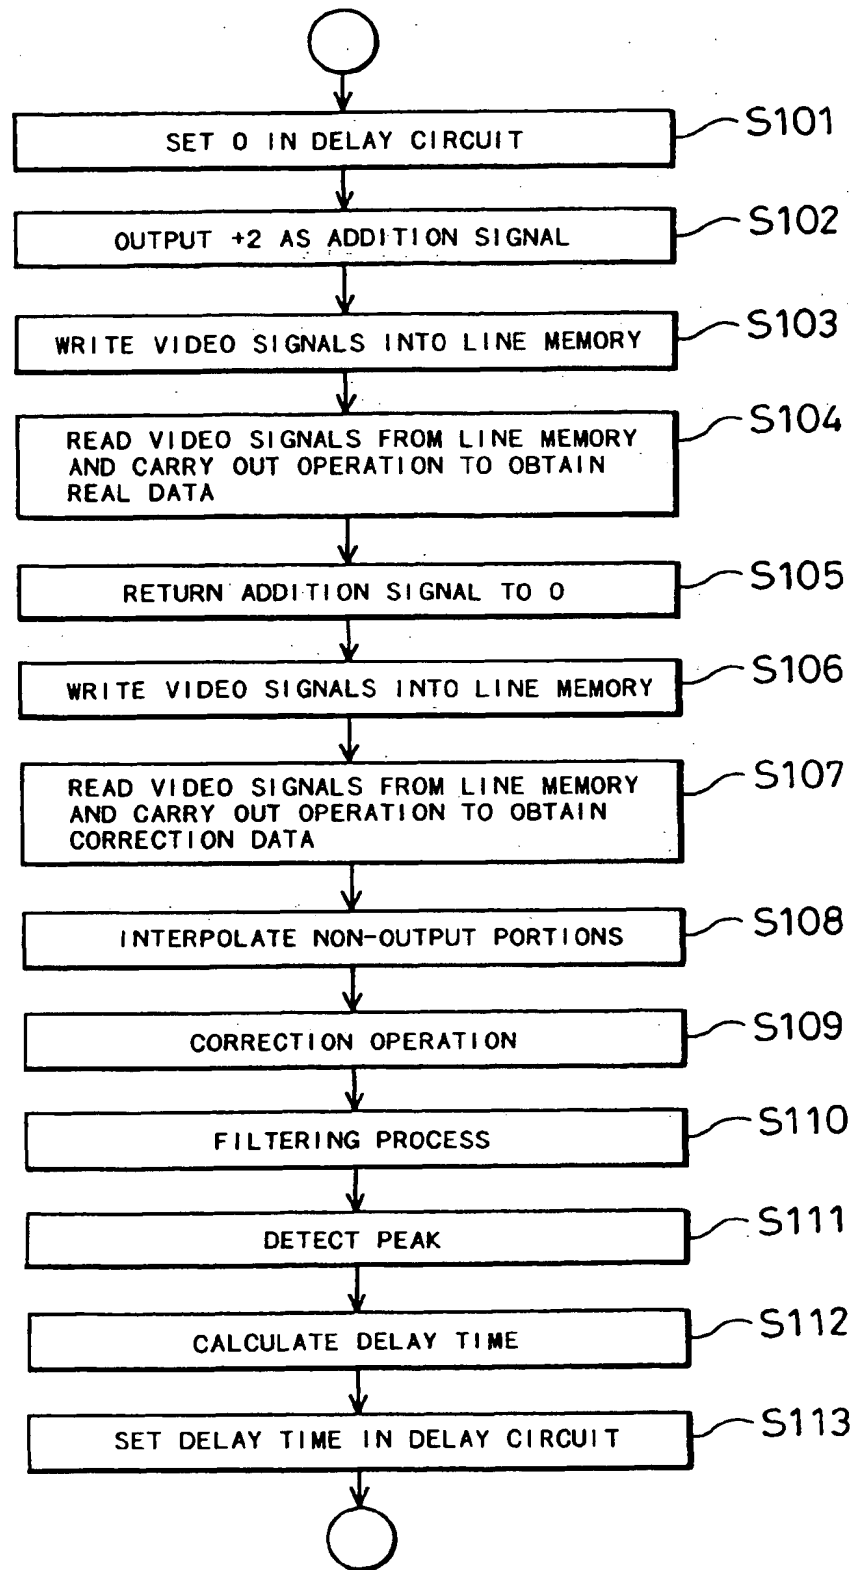 S101
SET 0 IN DELAY CIRCUIT
S102
OUTPUT +2 AS ADDITION SIGNAL
S103
WRITE VIDEO SIGNALS INTO LINE MEMORY
S104
READ VIDEO SIGNALS FROM LINE MEMORY
AND CARRY OUT OPERATION TO OBTAIN
REAL DATA
S105
RETURN ADDITION SIGNAL TO 0
S106
WRITE VIDEO SIGNALS INTO LINE MEMORY
S107
READ VIDEO SIGNALS FROM LINE MEMORY
AND CARRY OUT OPERATION TO OBTAIN
CORRECTION DATA
S108
INTERPOLATE NON-OUTPUT PORTIONS
S109
CORRECTION OPERATION
S110
FILTERING PROCESS
S111
DETECT PEAK
S112
CALCULATE DELAY TIME
S113
SET DELAY TIME IN DELAY CIRCUIT